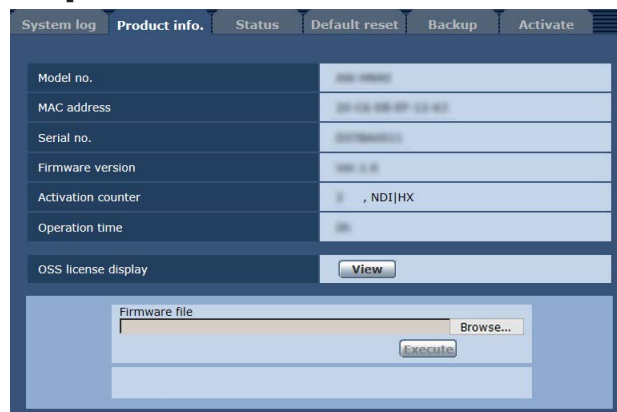 System log Product info. Status Default reset Backup Activate
Model no.
MAC address
Serial no.
Firmware version
Activation counter , NDI|HX
Operation time
OSS license display View
Firmware file
Browse...
Execute